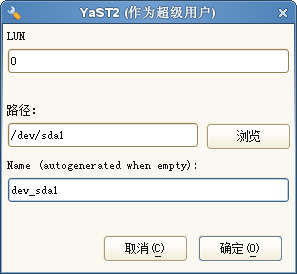 YaST2 (作为超级用户)
LUN
0
路径:
/dev/sda1
浏览
Name (autogenerated when empty):
dev_sda1
取消(C) 确定(O)